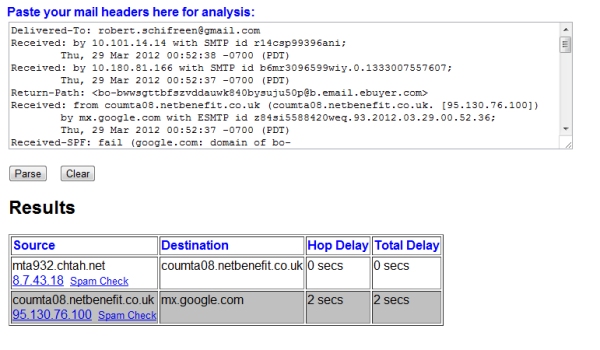 Paste your mail headers here for analysis:
Delivered-To: robert.schifreen@gmail.com
Received: by 10.101.14.14 with SMTP id r14csp99396ani;
Thu, 29 Mar 2012 00:52:38 -0700 (PDT)
Received: by 10.180.81.166 with SMTP id b6mr3096599wiy.0.1333007557607;
Thu, 29 Mar 2012 00:52:37 -0700 (PDT)
Return-Path: <bo-bwwsgttbfszvddauwk840bysuju50p@b.email.ebuyer.com>
Received: from coumta08.netbenefit.co.uk (coumta08.netbenefit.co.uk. [95.130.76.100])
by mx.google.com with ESMTP id z84si5588420weq.93.2012.03.29.00.52.36;
Thu, 29 Mar 2012 00:52:37 -0700 (PDT)
Received-SPF: fail (google.com: domain of bo-
Parse Clear
Results
Source Destination Hop Delay Total Delay
mta932.chtah.net coumta08.netbenefit.co.uk 0 secs 0 secs
8.7.43.18 Spam Check
coumta08.netbenefit.co.uk mx.google.com 2 secs 2 secs
95.130.76.100 Spam Check